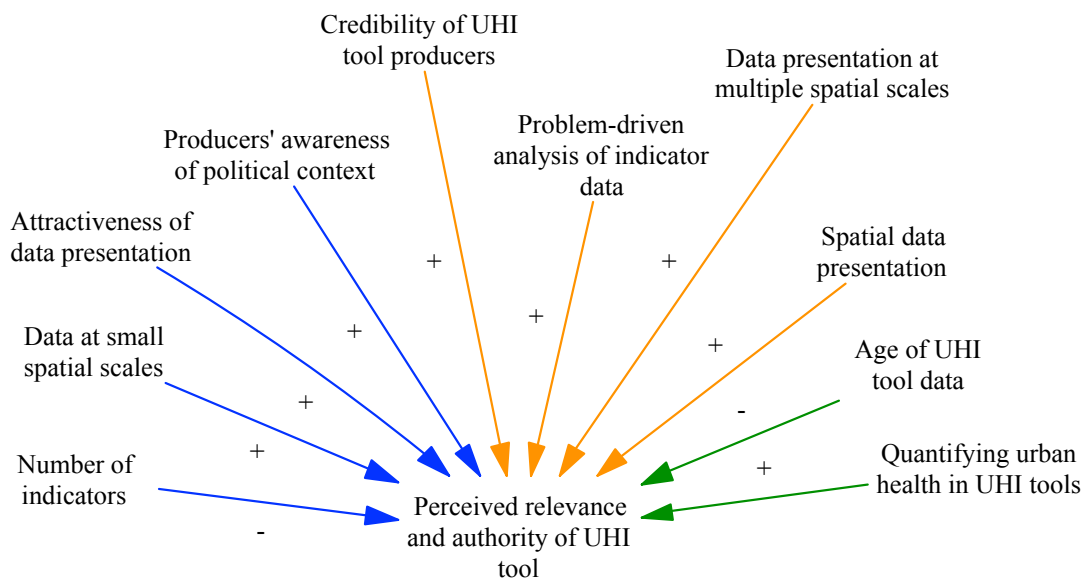 Credibility of UHI
tool producers
Data presentation at
multiple spatial scales
Producers' awareness
of political context
Problem-driven
analysis of indicator
data
Attractiveness of
data presentation
Spatial data
presentation
+
+
+
+
Data at small
spatial scales
+
Age of UHI
tool data
+
-
+
+
Number of
indicators
Quantifying urban
health in UHI tools
Perceived relevance
and authority of UHI
tool
-